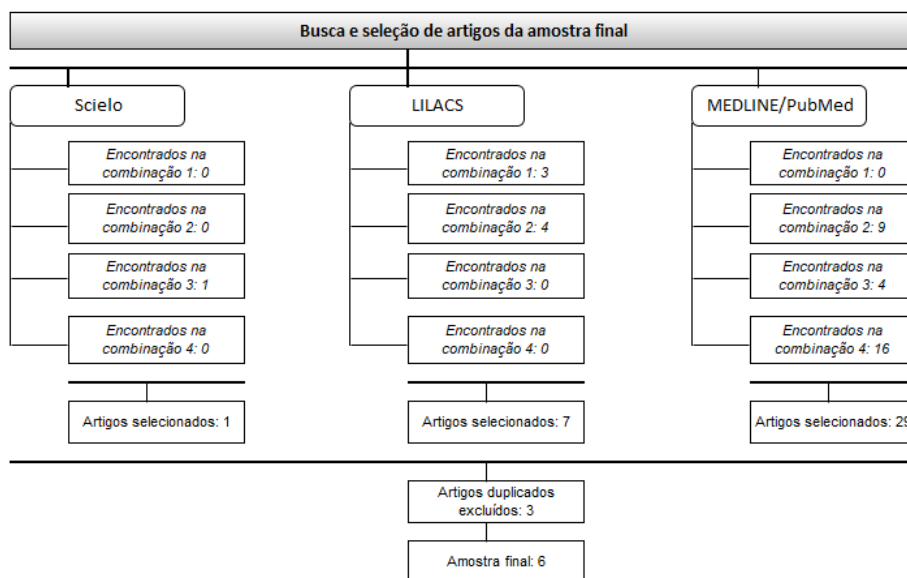 Busca e seleção de artigos da amostra final
Scielo
Encontrados na
combinação 1: 0
Encontrados na
combinação 2: 0
Encontrados na
combinação 3: 1
Encontrados na
combinação 4: 0
Artigos selecionados: 1
LILACS
Encontrados na
combinação 1: 3
Encontrados na
combinação 2: 4
Encontrados na
combinação 3: 0
Encontrados na
combinação 4: 0
Artigos selecionados: 7
MEDLINE/PubMed
Encontrados na
combinação 1: 0
Encontrados na
combinação 2: 9
Encontrados na
combinação 3: 4
Encontrados na
combinação 4: 16
Artigos selecionados: 29
Artigos duplicados
excluídos: 3
Amostra final: 6